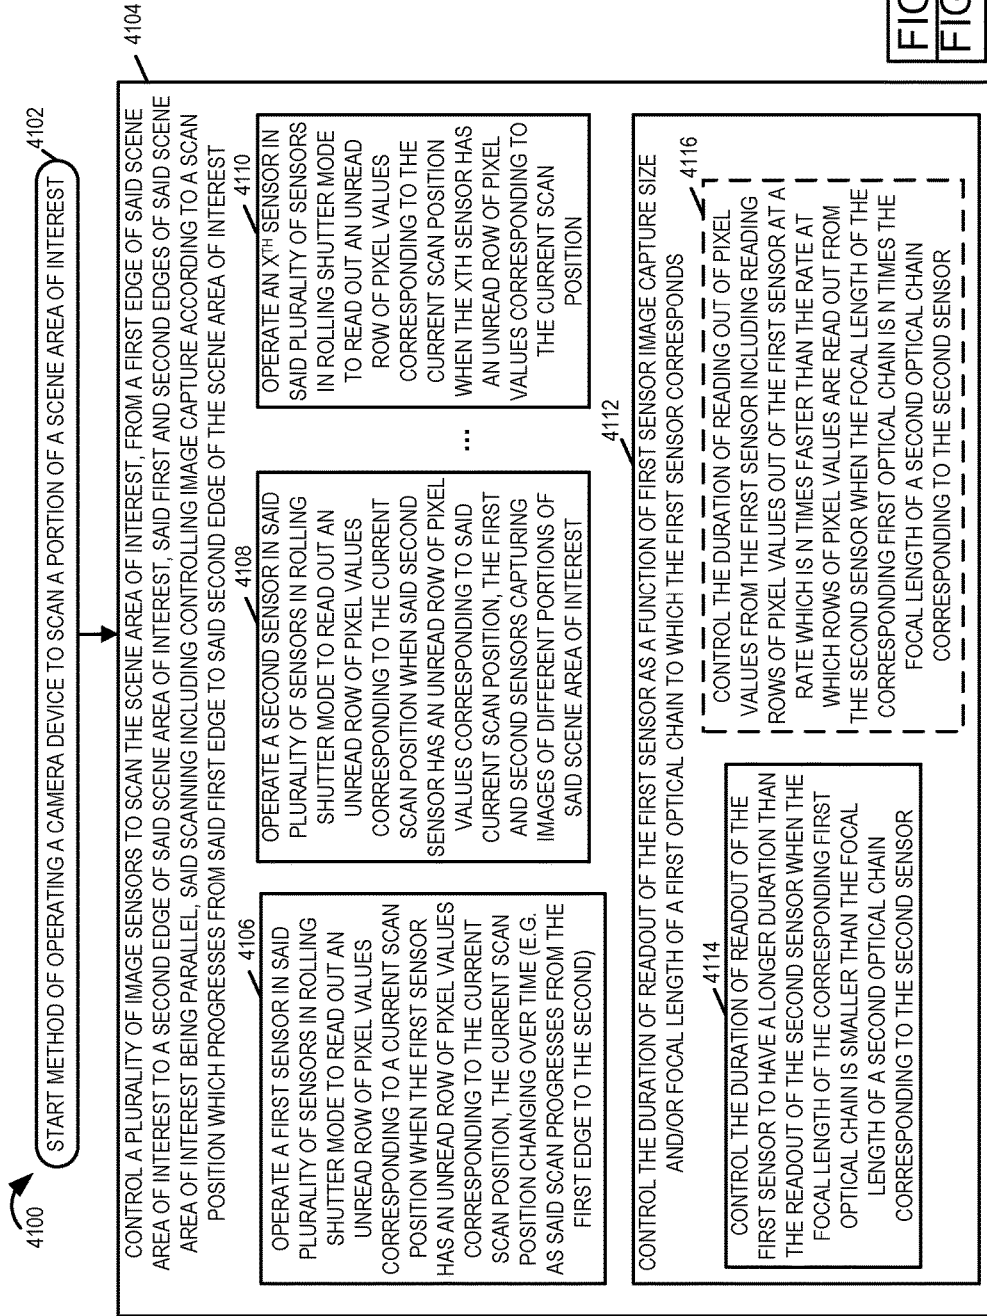 4100
START METHOD OF OPERATING A CAMERA DEVICE TO SCAN A PORTION OF A SCENE AREA OF INTEREST
4102
4104
CONTROL A PLURALITY OF IMAGE SENSORS TO SCAN THE SCENE AREA OF INTEREST, FROM A FIRST EDGE OF SAID SCENE
AREA OF INTEREST TO A SECOND EDGE OF SAID SCENE AREA OF INTEREST, SAID FIRST AND SECOND EDGES OF SAID SCENE
AREA OF INTEREST BEING PARALLEL, SAID SCANNING INCLUDING CONTROLLING IMAGE CAPTURE ACCORDING TO A SCAN
POSITION WHICH PROGRESSES FROM SAID FIRST EDGE TO SAID SECOND EDGE OF THE SCENE AREA OF INTEREST
4106
OPERATE A FIRST SENSOR IN SAID
PLURALITY OF SENSORS IN ROLLING
SHUTTER MODE TO READ OUT AN
UNREAD ROW OF PIXEL VALUES
CORRESPONDING TO A CURRENT SCAN
POSITION WHEN THE FIRST SENSOR
HAS AN UNREAD ROW OF PIXEL VALUES
CORRESPONDING TO THE CURRENT
SCAN POSITION, THE CURRENT SCAN
POSITION CHANGING OVER TIME (E.G.
AS SAID SCAN PROGRESSES FROM THE
FIRST EDGE TO THE SECOND)
4108
OPERATE A SECOND SENSOR IN SAID
PLURALITY OF SENSORS IN ROLLING
SHUTTER MODE TO READ OUT AN
UNREAD ROW OF PIXEL VALUES
CORRESPONDING TO THE CURRENT
SCAN POSITION WHEN SAID SECOND
SENSOR HAS AN UNREAD ROW OF PIXEL
VALUES CORRESPONDING TO SAID
CURRENT SCAN POSITION, THE FIRST
AND SECOND SENSORS CAPTURING
IMAGES OF DIFFERENT PORTIONS OF
SAID SCENE AREA OF INTEREST
...
4110
OPERATE AN XTH SENSOR IN
SAID PLURALITY OF SENSORS
IN ROLLING SHUTTER MODE
TO READ OUT AN UNREAD
ROW OF PIXEL VALUES
CORRESPONDING TO THE
CURRENT SCAN POSITION
WHEN THE XTH SENSOR HAS
AN UNREAD ROW OF PIXEL
VALUES CORRESPONDING TO
THE CURRENT SCAN
POSITION
4112
CONTROL THE DURATION OF READOUT OF THE FIRST SENSOR AS A FUNCTION OF FIRST SENSOR IMAGE CAPTURE SIZE
AND/OR FOCAL LENGTH OF A FIRST OPTICAL CHAIN TO WHICH THE FIRST SENSOR CORRESPONDS
4114
CONTROL THE DURATION OF READOUT OF THE
FIRST SENSOR TO HAVE A LONGER DURATION THAN
THE READOUT OF THE SECOND SENSOR WHEN THE
FOCAL LENGTH OF THE CORRESPONDING FIRST
OPTICAL CHAIN IS SMALLER THAN THE FOCAL
LENGTH OF A SECOND OPTICAL CHAIN
CORRESPONDING TO THE SECOND SENSOR
4116
CONTROL THE DURATION OF READING OUT OF PIXEL
VALUES FROM THE FIRST SENSOR INCLUDING READING
ROWS OF PIXEL VALUES OUT OF THE FIRST SENSOR AT A
RATE WHICH IS N TIMES FASTER THAN THE RATE AT
WHICH ROWS OF PIXEL VALUES ARE READ OUT FROM
THE SECOND SENSOR WHEN THE FOCAL LENGTH OF THE
CORRESPONDING FIRST OPTICAL CHAIN IS N TIMES THE
FOCAL LENGTH OF A SECOND OPTICAL CHAIN
CORRESPONDING TO THE SECOND SENSOR
FIG
FIG